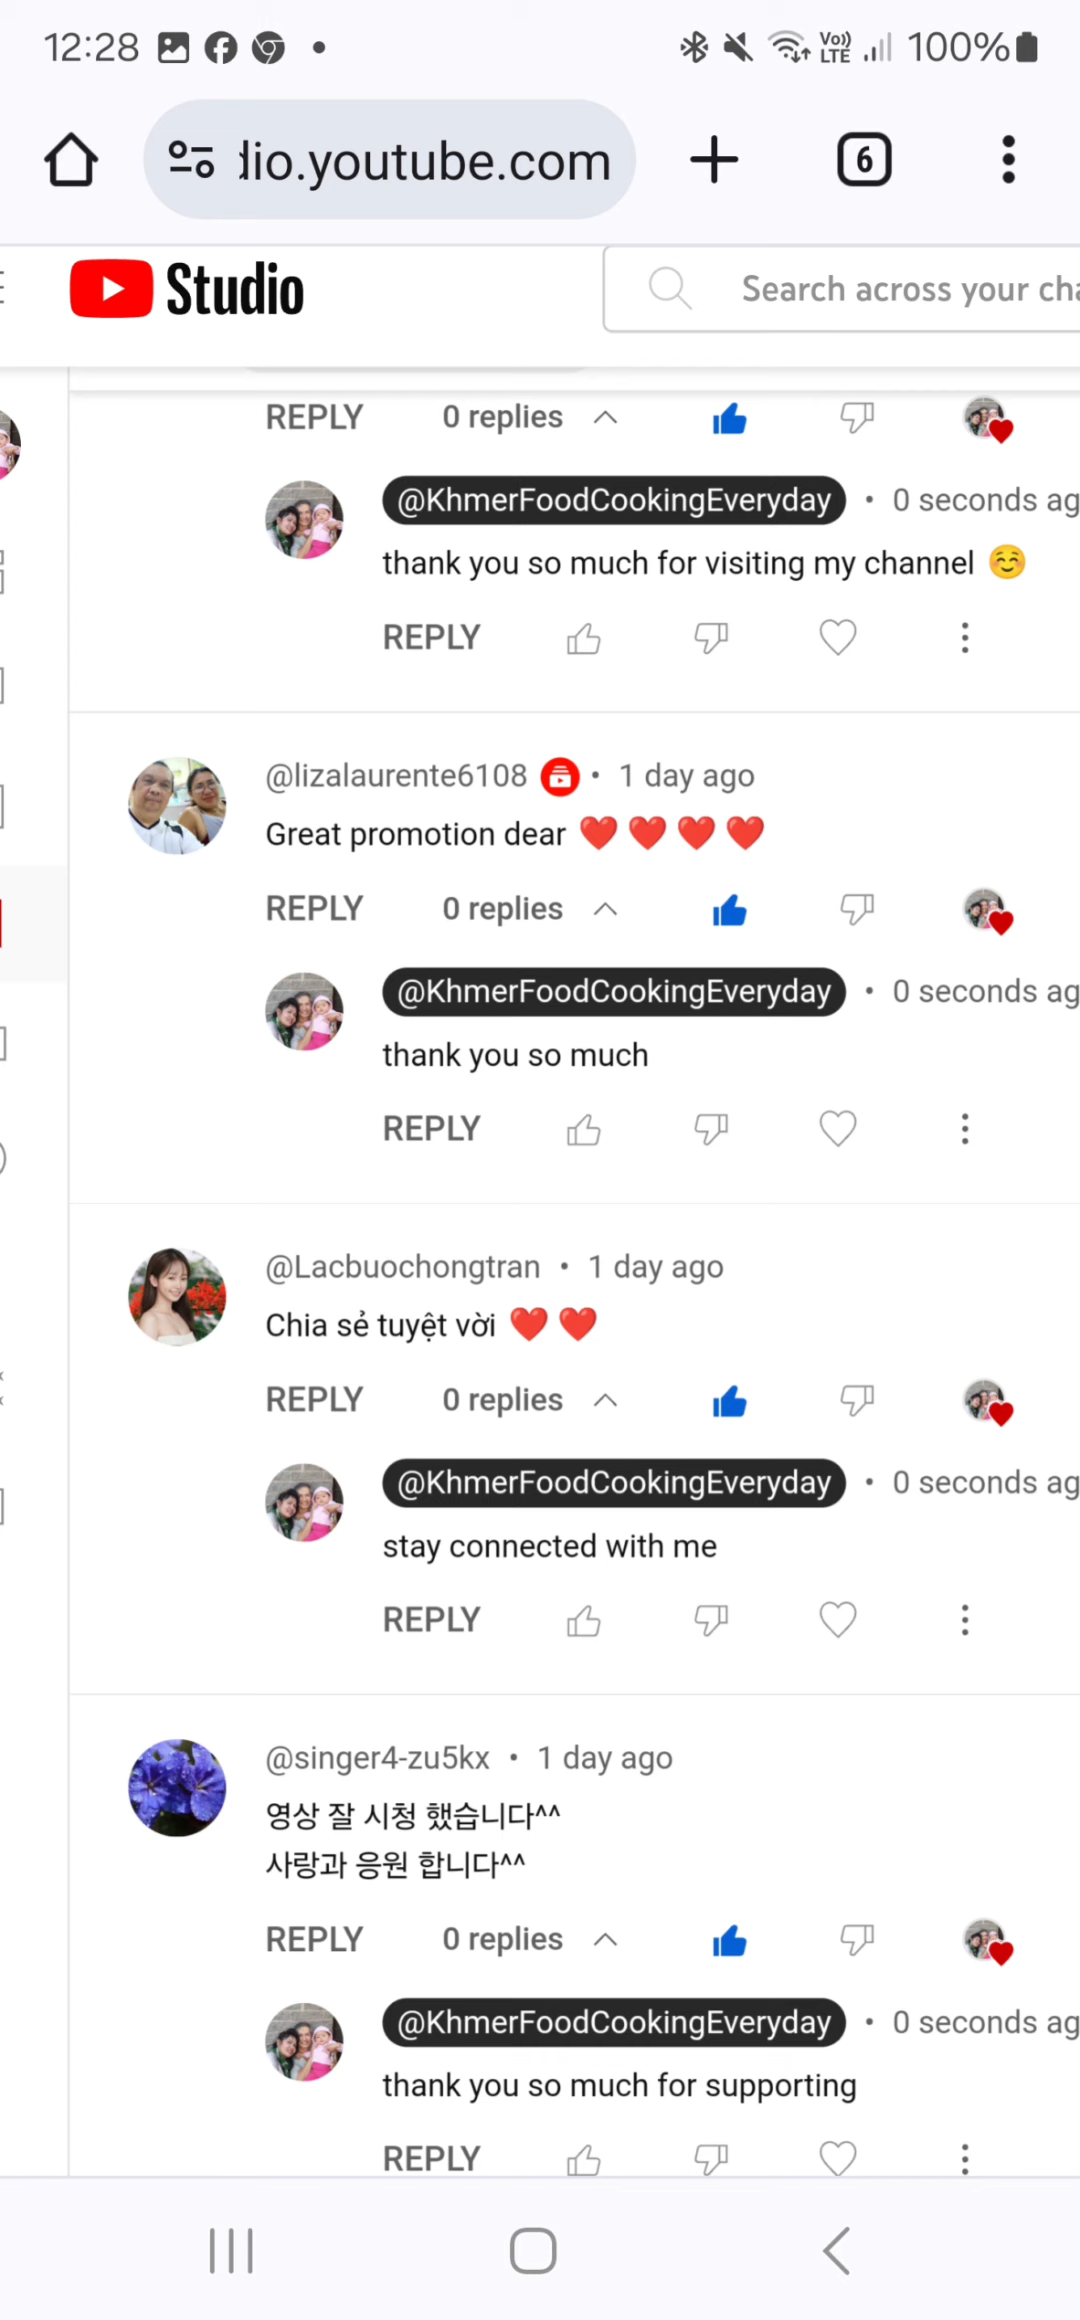 12:28
Vo)) LTE
100%
dio.youtube.com
6
Studio
Search across your cha
REPLY 0 replies
@KhmerFoodCookingEveryday • 0 seconds ag
thank you so much for visiting my channel ☺️
REPLY
@lizalaurente6108 • 1 day ago
Great promotion dear ❤️❤️❤️❤️
REPLY 0 replies
@KhmerFoodCookingEveryday • 0 seconds ag
thank you so much
REPLY
@Lacbuochongtran • 1 day ago
Chia sẻ tuyệt vời ❤️❤️
REPLY 0 replies
@KhmerFoodCookingEveryday • 0 seconds ag
stay connected with me
REPLY
@singer4-zu5kx • 1 day ago
영상 잘 시청 했습니다^^
사랑과 응원 합니다^^
REPLY 0 replies
@KhmerFoodCookingEveryday • 0 seconds ag
thank you so much for supporting
REPLY